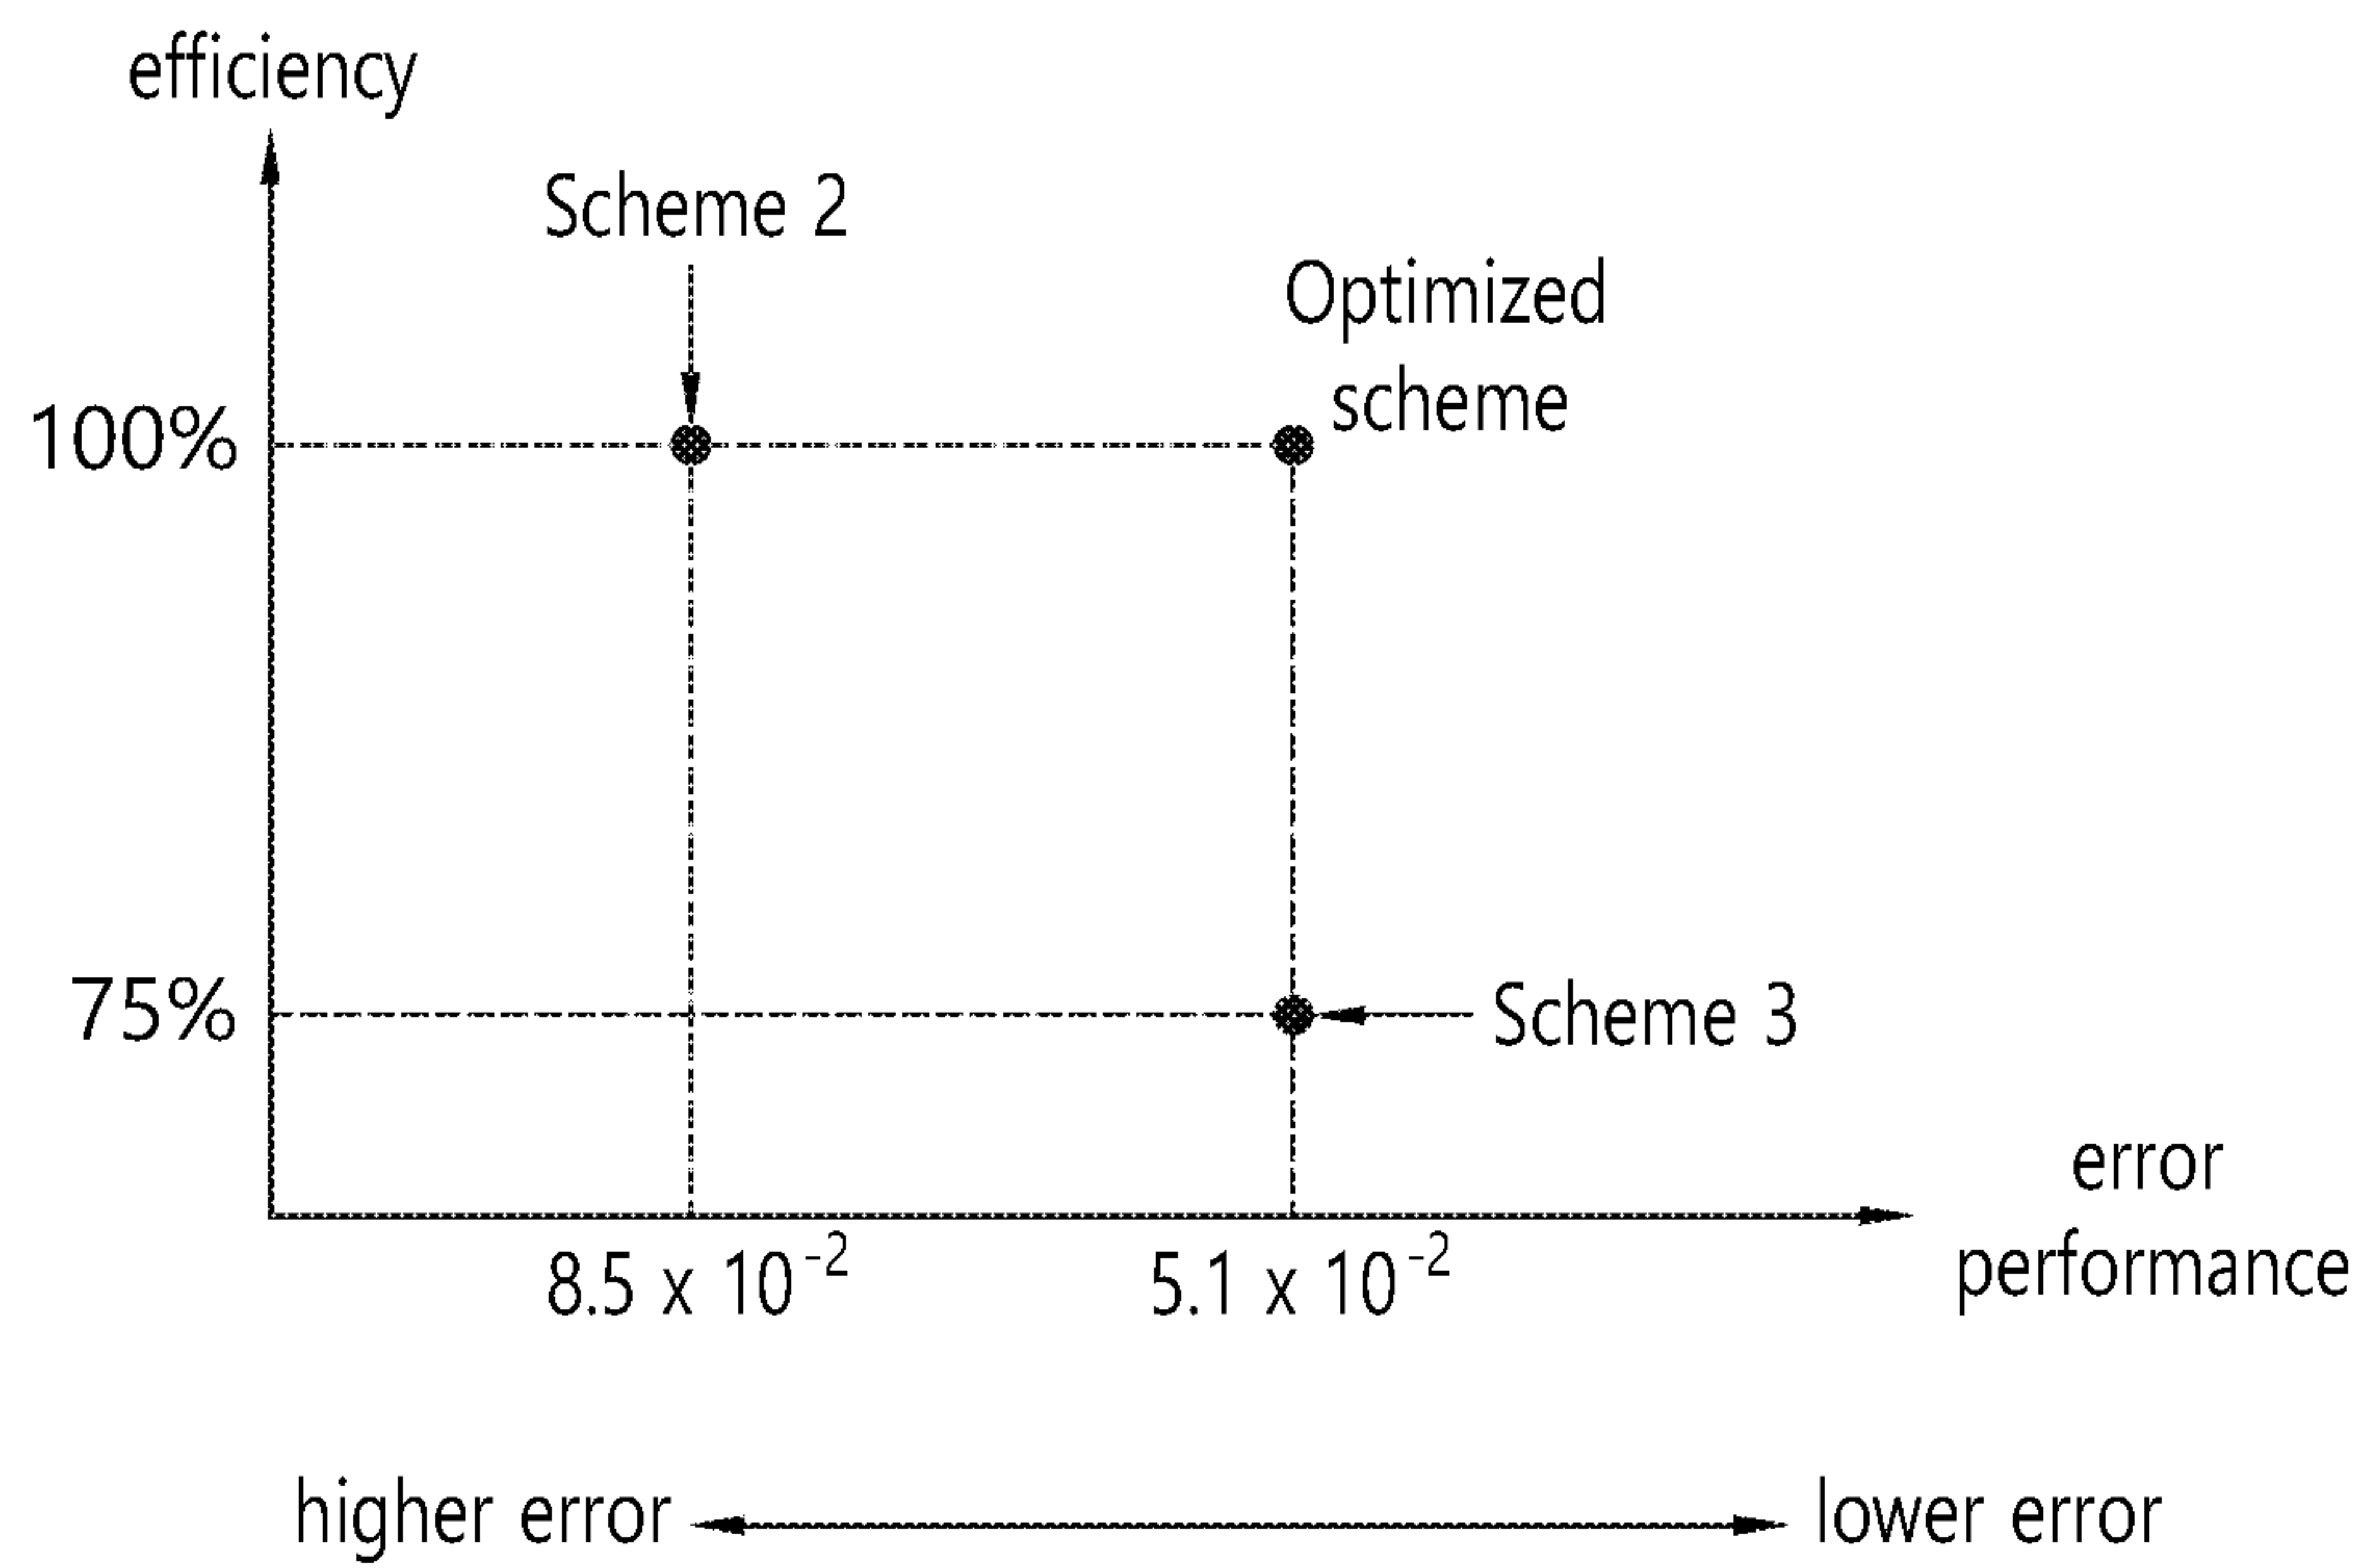 efficiency
Scheme 2
Optimized
scheme
100%
75%
Scheme 3
error
performance
8.5 x 10⁻²
5.1 x 10⁻²
higher error
lower error